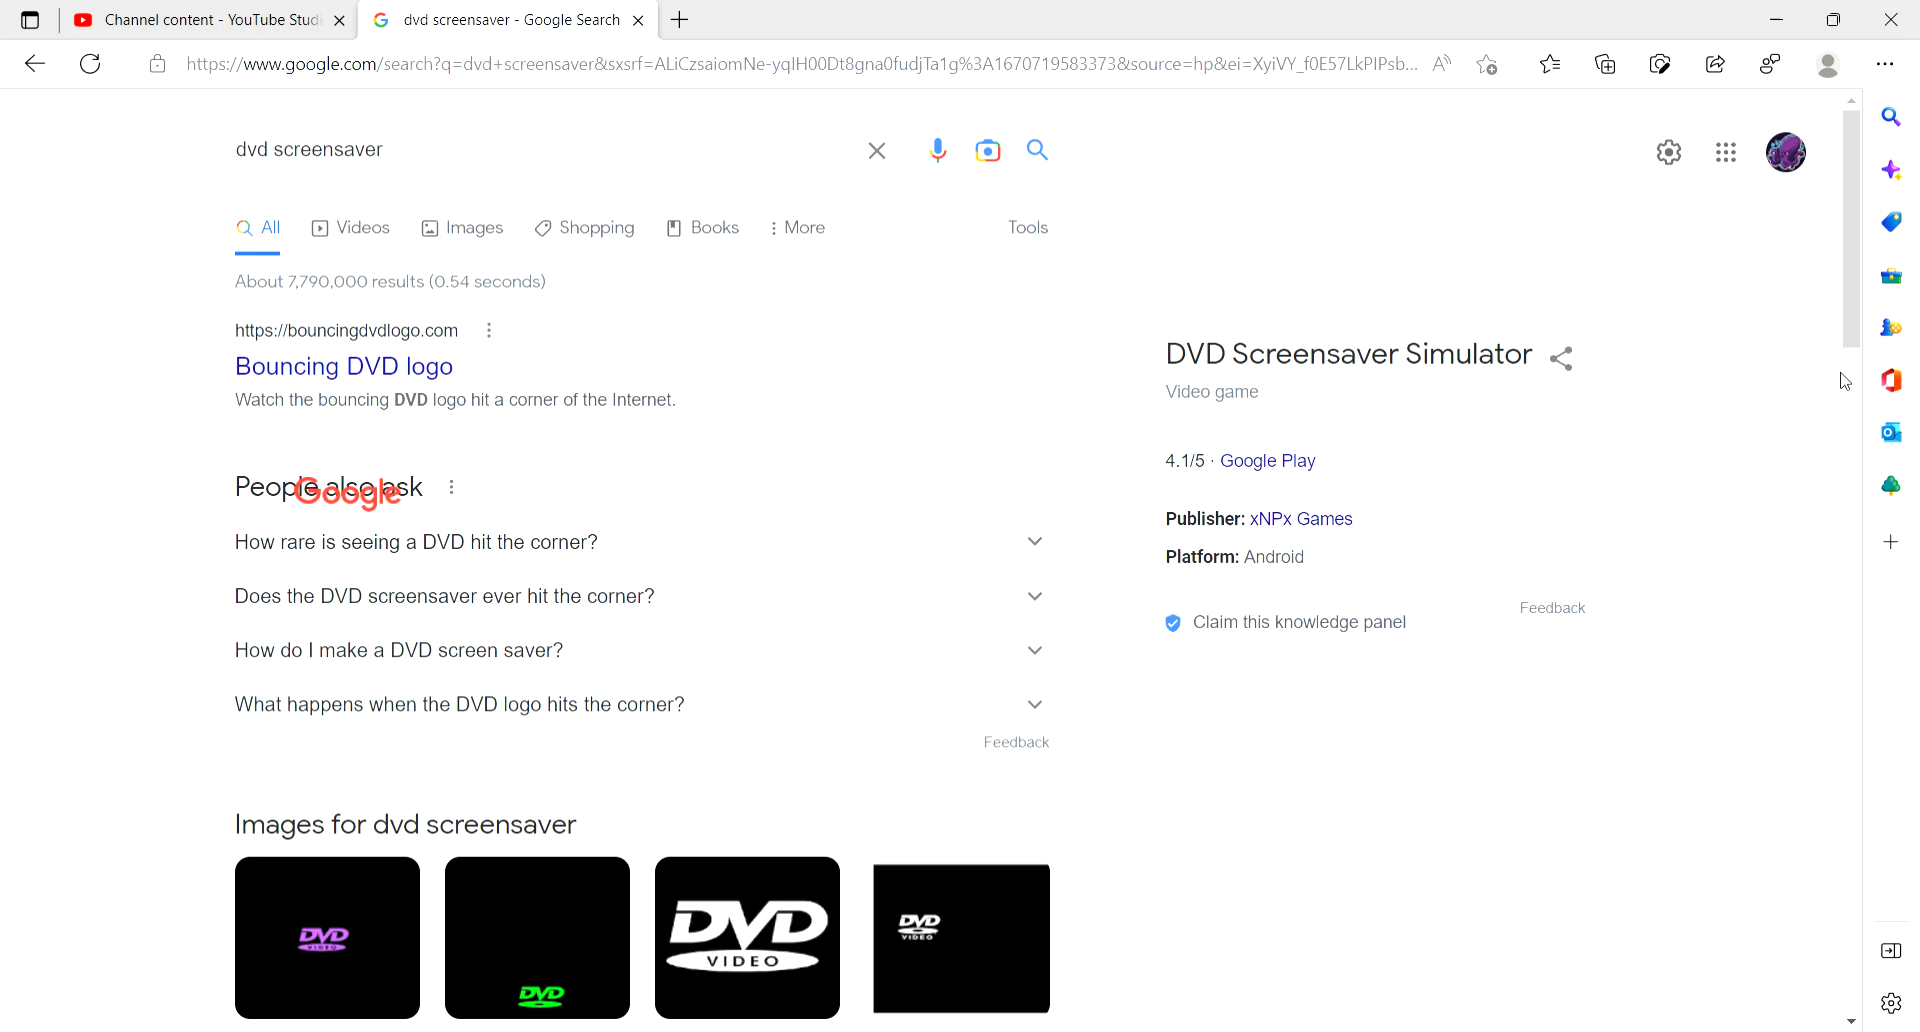 Channel content - YouTube Studi
dvd screensaver - Google Search
https://www.google.com/search?q=dvd+screensaver&sxsrf=ALiCzsaiomNe-yqIH00Dt8gna0fudjTa1g%3A1670719583373&source=hp&ei=XyiVY_f0E57LkPIPsb...
dvd screensaver
All Videos Images Shopping Books More Tools
About 7,790,000 results (0.54 seconds)
https://bouncingdvdlogo.com
Bouncing DVD logo
Watch the bouncing DVD logo hit a corner of the Internet.
People also ask
Google
How rare is seeing a DVD hit the corner?
Does the DVD screensaver ever hit the corner?
How do I make a DVD screen saver?
What happens when the DVD logo hits the corner?
Feedback
Images for dvd screensaver
DVD
VIDEO
DVD
DVD
VIDEO
DVD
VIDEO
DVD Screensaver Simulator
Video game
4.1/5 · Google Play
Publisher: xNPx Games
Platform: Android
Feedback
Claim this knowledge panel